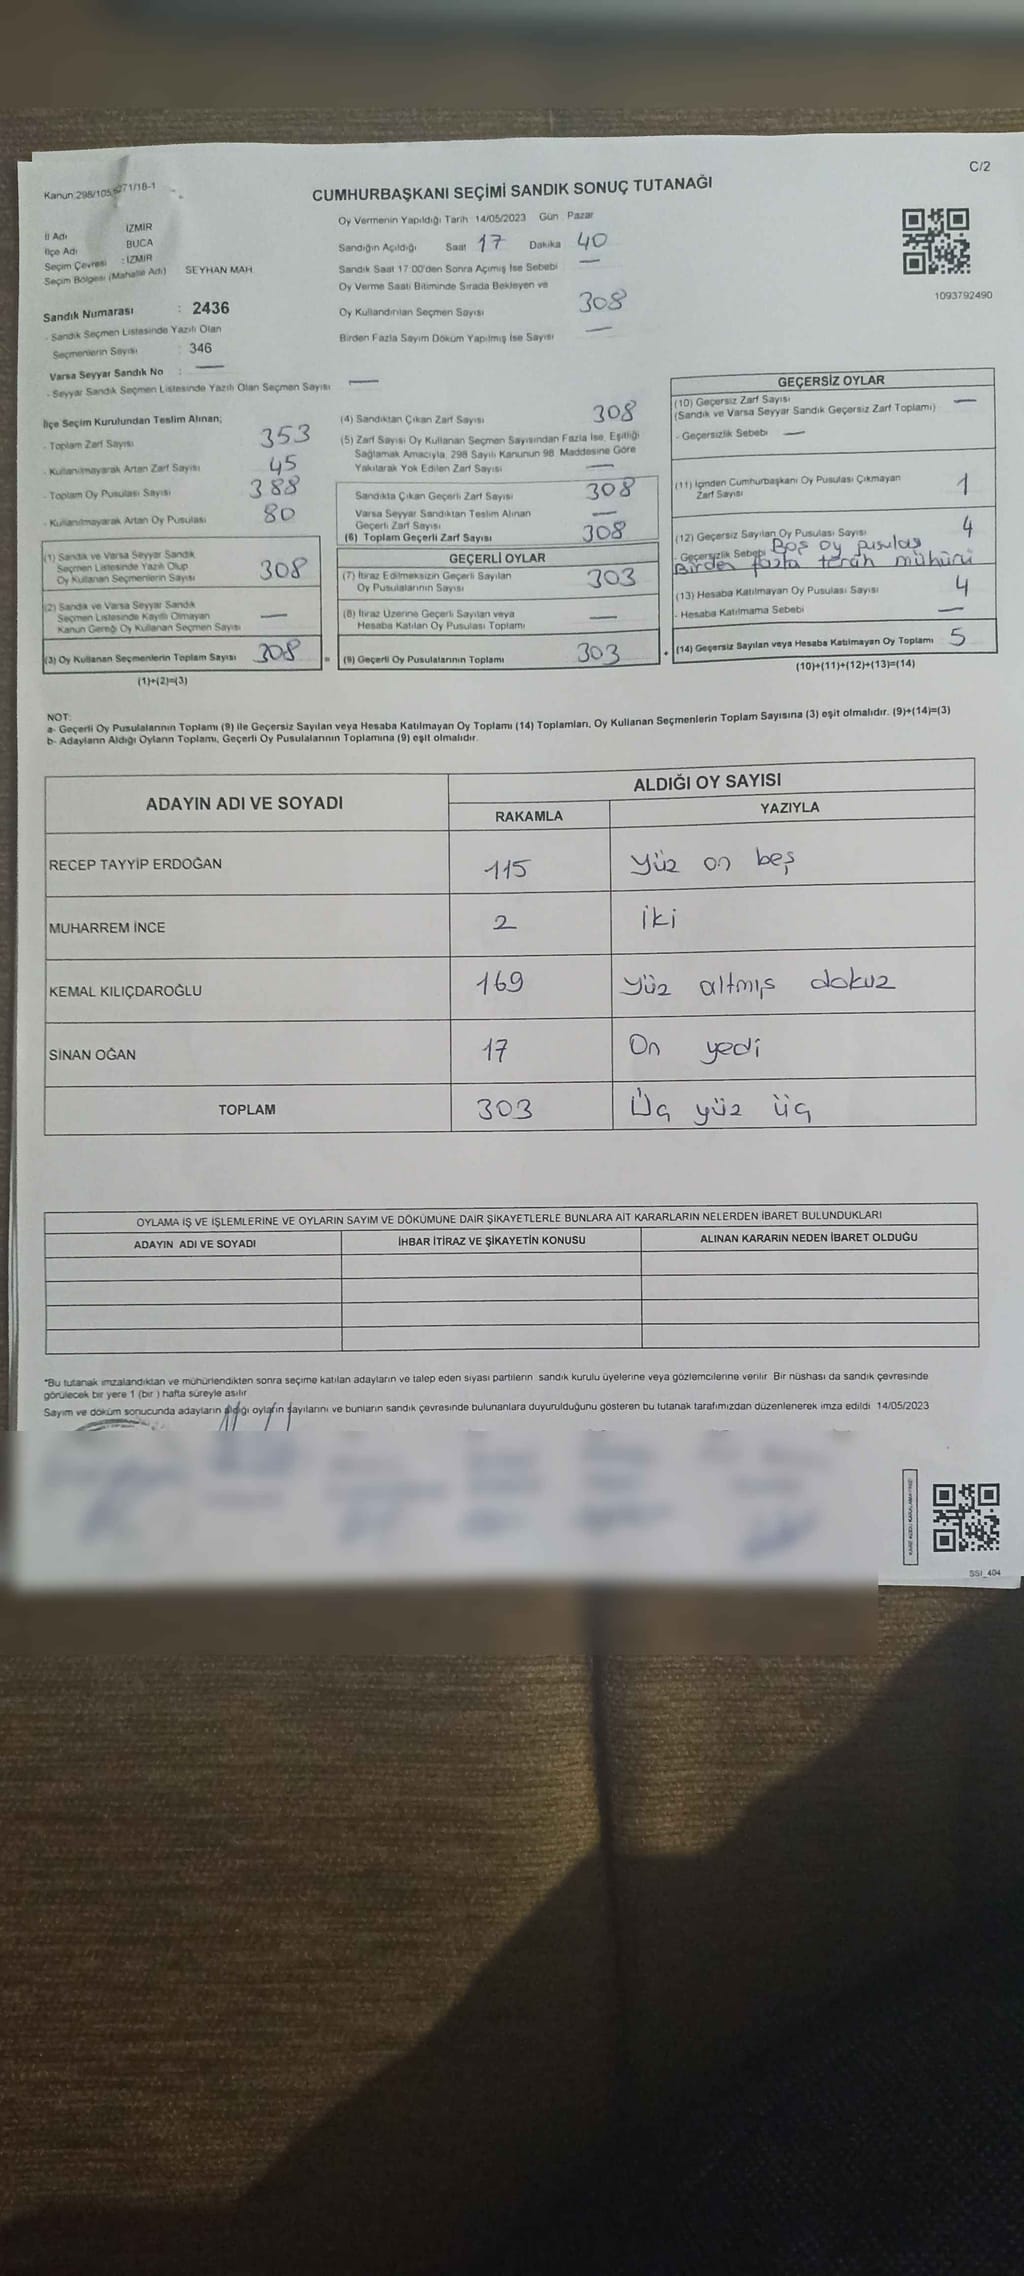 C/2
Kanun:298/105,271/18-1
CUMHURBAŞKANI SEÇİMİ SANDIK SONUÇ TUTANAĞI
İl Adı İZMİR
İlçe Adı BUCA
Seçim Çevresi : İZMİR
Seçim Bölgesi (Mahalle Adı) SEYHAN MAH.
Sandık Numarası : 2436
- Sandık Seçmen Listesinde Yazılı Olan
Seçmenlerin Sayısı : 346
Varsa Seyyar Sandık No : —
- Seyyar Sandık Seçmen Listesinde Yazılı Olan Seçmen Sayısı —
Oy Vermenin Yapıldığı Tarih 14/05/2023 Gün Pazar
Sandığın Açıldığı Saat 17 Dakika 40
Sandık Saat 17:00'den Sonra Açılmış İse Sebebi —
Oy Verme Saati Bitiminde Sırada Bekleyen ve
Oy Kullandırılan Seçmen Sayısı 308
Birden Fazla Sayım Döküm Yapılmış İse Sayısı —
1093792490
İlçe Seçim Kurulundan Teslim Alınan;
- Toplam Zarf Sayısı 353
- Kullanılmayarak Artan Zarf Sayısı 45
- Toplam Oy Pusulası Sayısı 388
- Kullanılmayarak Artan Oy Pusulası 80
(1) Sandık ve Varsa Seyyar Sandık
Seçmen Listesinde Yazılı Olup
Oy Kullanan Seçmenlerin Sayısı 308
(2) Sandık ve Varsa Seyyar Sandık
Seçmen Listesinde Kayıtlı Olmayan
Kanun Gereği Oy Kullanan Seçmen Sayısı —
(3) Oy Kullanan Seçmenlerin Toplam Sayısı 308 =
(1)+(2)=(3)
(4) Sandıktan Çıkan Zarf Sayısı 308
(5) Zarf Sayısı Oy Kullanan Seçmen Sayısından Fazla İse, Eşitliği
Sağlamak Amacıyla, 298 Sayılı Kanunun 98. Maddesine Göre
Yakılarak Yok Edilen Zarf Sayısı —
Sandıkta Çıkan Geçerli Zarf Sayısı 308
Varsa Seyyar Sandıktan Teslim Alınan
Geçerli Zarf Sayısı —
(6) Toplam Geçerli Zarf Sayısı 308
GEÇERLİ OYLAR
(7) İtiraz Edilmeksizin Geçerli Sayılan
Oy Pusulalarının Sayısı 303
(8) İtiraz Üzerine Geçerli Sayılan veya
Hesaba Katılan Oy Pusulası Toplamı —
(9) Geçerli Oy Pusulalarının Toplamı 303 +
GEÇERSİZ OYLAR
(10) Geçersiz Zarf Sayısı —
(Sandık ve Varsa Seyyar Sandık Geçersiz Zarf Toplamı)
- Geçersizlik Sebebi —
(11) İçinden Cumhurbaşkanı Oy Pusulası Çıkmayan
Zarf Sayısı 1
(12) Geçersiz Sayılan Oy Pusulası Sayısı 4
- Geçersizlik Sebebi Boş oy pusulası
Birden fazla tercih mühürü
(13) Hesaba Katılmayan Oy Pusulası Sayısı 4
- Hesaba Katılmama Sebebi —
(14) Geçersiz Sayılan veya Hesaba Katılmayan Oy Toplamı 5
(10)+(11)+(12)+(13)=(14)
NOT:
a- Geçerli Oy Pusulalarının Toplamı (9) ile Geçersiz Sayılan veya Hesaba Katılmayan Oy Toplamı (14) Toplamları, Oy Kullanan Seçmenlerin Toplam Sayısına (3) eşit olmalıdır. (9)+(14)=(3)
b- Adayların Aldığı Oyların Toplamı, Geçerli Oy Pusulalarının Toplamına (9) eşit olmalıdır.
ADAYIN ADI VE SOYADI
ALDIĞI OY SAYISI
RAKAMLA YAZIYLA
RECEP TAYYİP ERDOĞAN 115 Yüz on beş
MUHARREM İNCE 2 İki
KEMAL KILIÇDAROĞLU 169 Yüz altmış dokuz
SİNAN OĞAN 17 On yedi
TOPLAM 303 Üç yüz üç
OYLAMA İŞ VE İŞLEMLERİNE VE OYLARIN SAYIM VE DÖKÜMÜNE DAİR ŞİKAYETLERLE BUNLARA AİT KARARLARIN NELERDEN İBARET BULUNDUKLARI
ADAYIN ADI VE SOYADI İHBAR İTİRAZ VE ŞİKAYETİN KONUSU ALINAN KARARIN NEDEN İBARET OLDUĞU
*Bu tutanak imzalandıktan ve mühürlendikten sonra seçime katılan adayların ve talep eden siyasi partilerin sandık kurulu üyelerine veya gözlemcilerine verilir. Bir nüshası da sandık çevresinde
görülecek bir yere 1 (bir) hafta süreyle asılır.
Sayım ve döküm sonucunda adayların aldığı oyların sayılarını ve bunların sandık çevresinde bulunanlara duyurulduğunu gösteren bu tutanak tarafımızdan düzenlenerek imza edildi. 14/05/2023
SSI_404